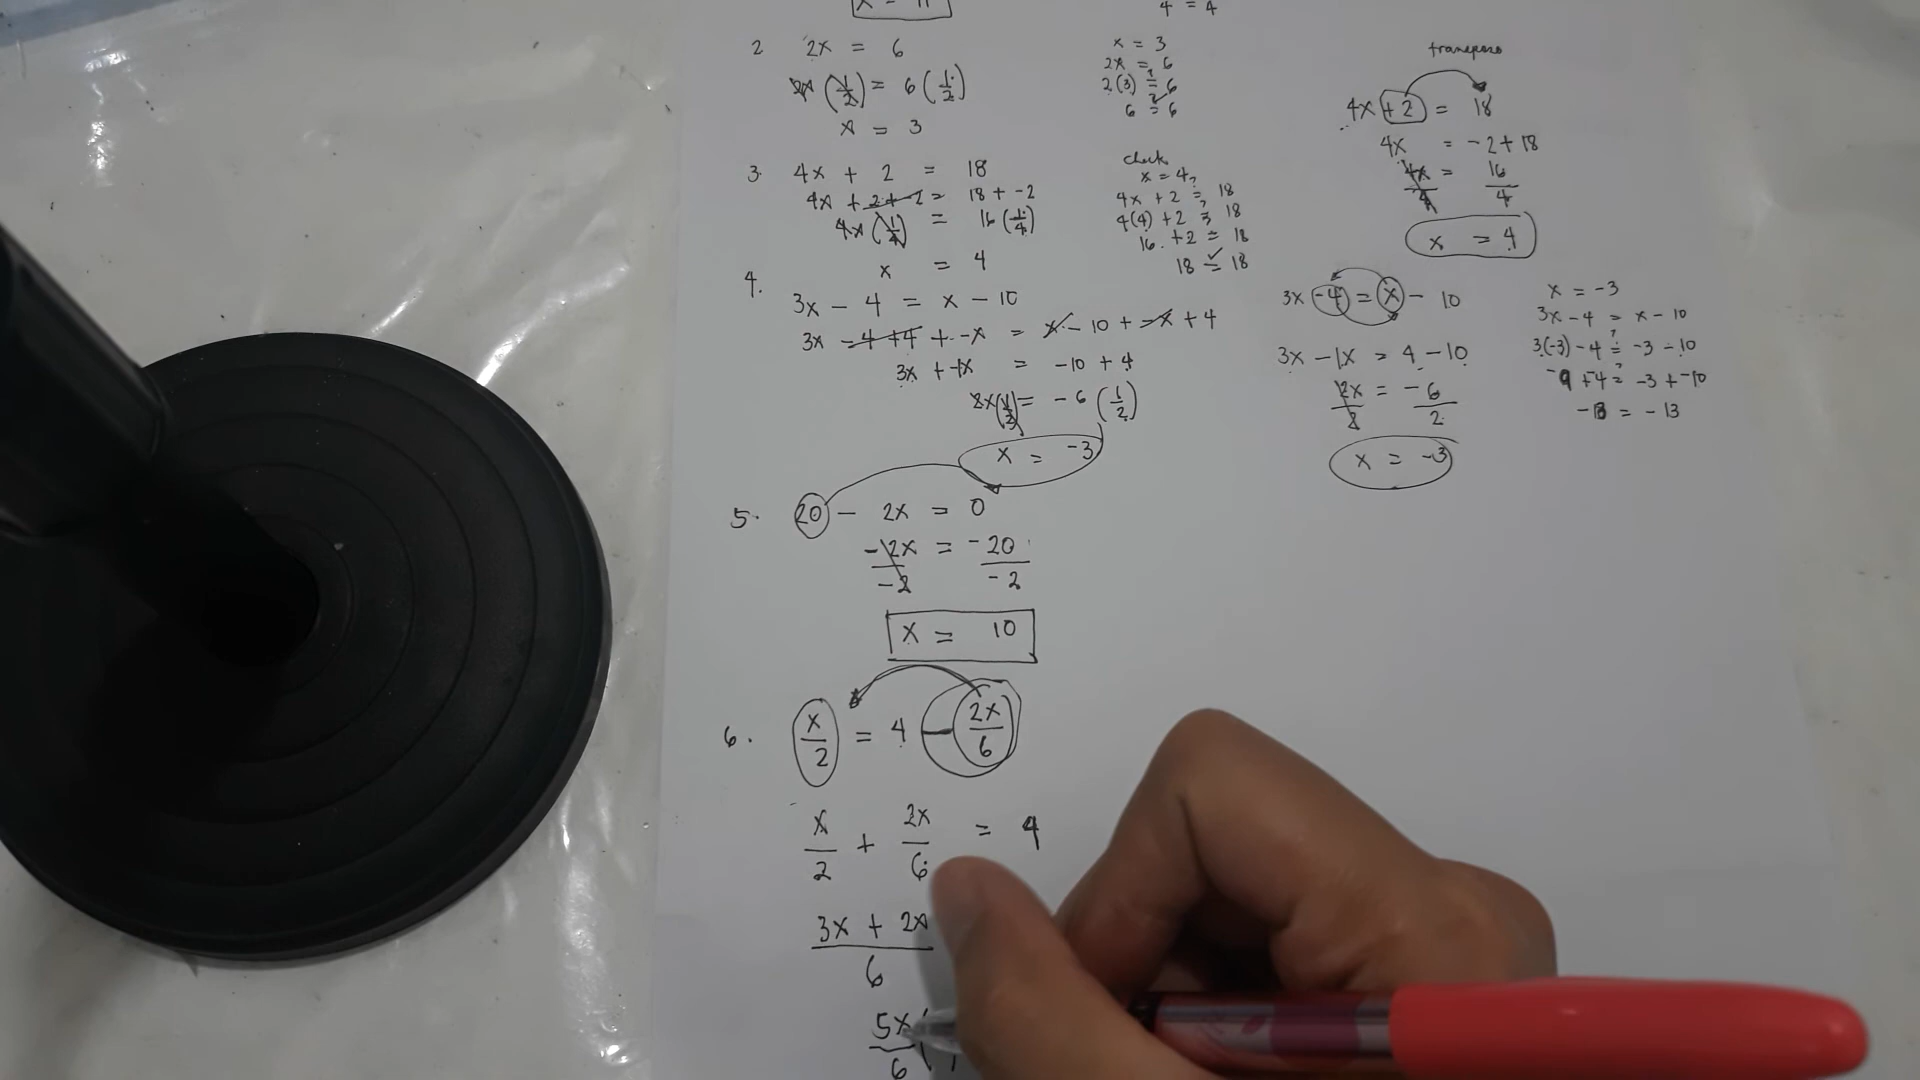 x = 11
4 = 4
2 2x = 6
2x (1/2) = 6 (1/2)
x = 3
x = 3
2x = 6
2(3) ?= 6
6 = 6
transpose
4x + 2 = 18
4x = -2 + 18
4x/4 = 16/4
x = 4
3. 4x + 2 = 18
4x + 2 + -2 = 18 + -2
4x (1/4) = 16 (1/4)
x = 4
check
x = 4
4x + 2 ?= 18
4(4) + 2 ?= 18
16 + 2 = 18
18 = 18
4.
3x - 4 = x - 10
3x - 4 + 4 + -x = x - 10 + -x + 4
3x + -1x = -10 + 4
2x (1/2) = -6 (1/2)
x = -3
3x - 4 = x - 10
3x - 1x = 4 - 10
2x/2 = -6/2
x = -3
x = -3
3x - 4 = x - 10
3(-3) - 4 ?= -3 - 10
-9 + -4 ?= -3 + -10
-13 = -13
5. 20 - 2x = 0
-2x/-2 = -20/-2
x = 10
6. x/2 = 4 - 2x/6
x/2 + 2x/6 = 4
3x + 2x
6
5x/6 (